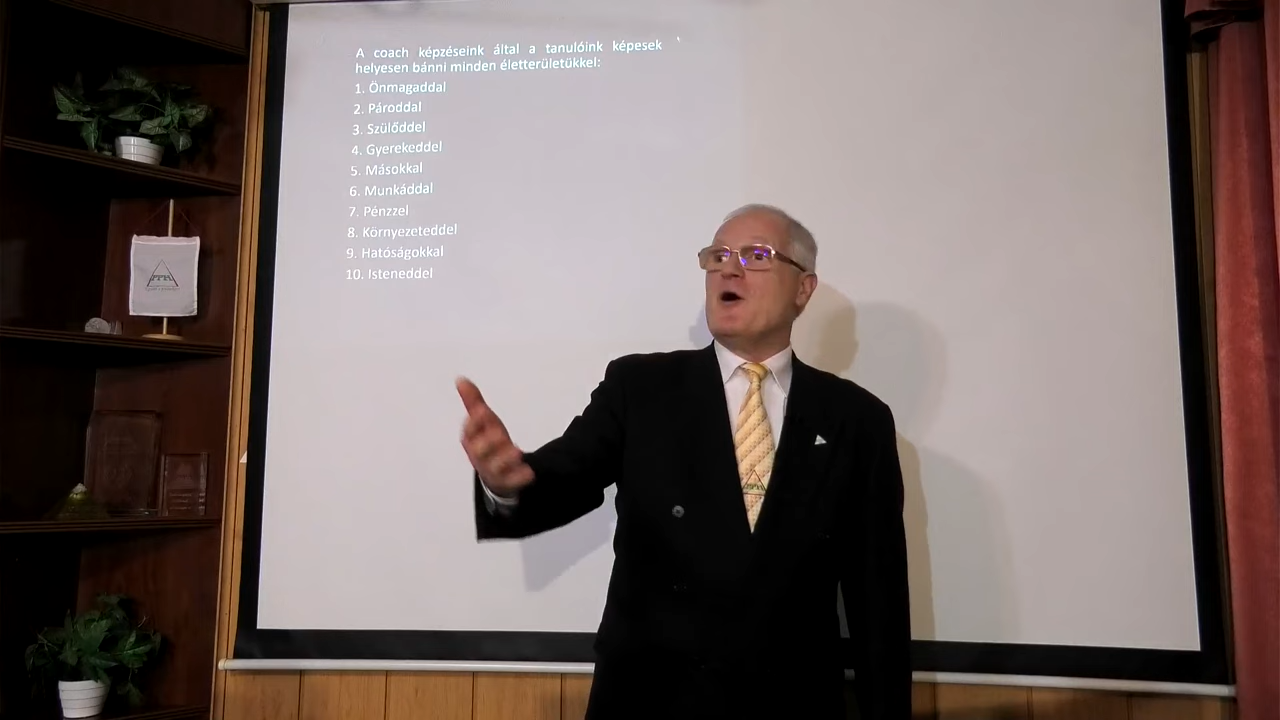 A coach képzéseink által a tanulóink képesek
helyesen bánni minden életterületükkel:
1. Önmagaddal
2. Pároddal
3. Szülőddel
4. Gyerekeddel
5. Másokkal
6. Munkáddal
7. Pénzzel
8. Környezeteddel
9. Hatóságokkal
10. Isteneddel